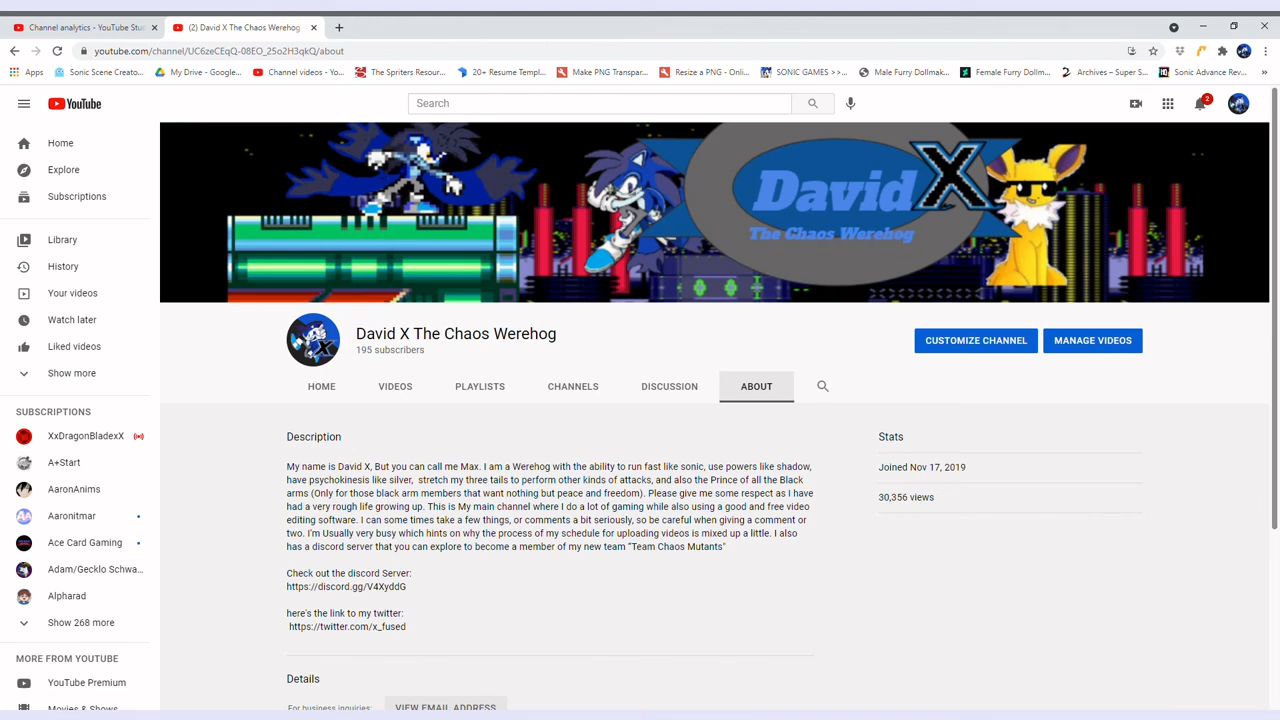 Channel analytics - YouTube Stu
(2) David X The Chaos Werehog
youtube.com/channel/UC6zeCEqQ-08EO_25o2H3qkQ/about
Apps
Sonic Scene Creato...
My Drive - Google...
Channel videos - Yo...
The Spriters Resour...
20+ Resume Templ...
Make PNG Transpar...
Resize a PNG - Onli...
SONIC GAMES >>...
Male Furry Dollmak...
Female Furry Dollm...
Archives – Super S...
Sonic Advance Rev...
YouTube
Search
2
Home
Explore
Subscriptions
Library
History
Your videos
Watch later
Liked videos
Show more
SUBSCRIPTIONS
XxDragonBladexX
A+Start
AaronAnims
Aaronitmar
Ace Card Gaming
Adam/Gecklo Schwa...
Alpharad
Show 268 more
MORE FROM YOUTUBE
YouTube Premium
Movies & Shows
David X
The Chaos Werehog
David X The Chaos Werehog
195 subscribers
CUSTOMIZE CHANNEL
MANAGE VIDEOS
HOME
VIDEOS
PLAYLISTS
CHANNELS
DISCUSSION
ABOUT
Description
My name is David X, But you can call me Max. I am a Werehog with the ability to run fast like sonic, use powers like shadow,
have psychokinesis like silver, stretch my three tails to perform other kinds of attacks, and also the Prince of all the Black
arms (Only for those black arm members that want nothing but peace and freedom). Please give me some respect as I have
had a very rough life growing up. This is My main channel where I do a lot of gaming while also using a good and free video
editing software. I can some times take a few things, or comments a bit seriously, so be careful when giving a comment or
two. I'm Usually very busy which hints on why the process of my schedule for uploading videos is mixed up a little. I also
has a discord server that you can explore to become a member of my new team "Team Chaos Mutants"
Check out the discord Server:
https://discord.gg/V4XyddG
here's the link to my twitter:
https://twitter.com/x_fused
Details
For business inquiries:
VIEW EMAIL ADDRESS
Stats
Joined Nov 17, 2019
30,356 views